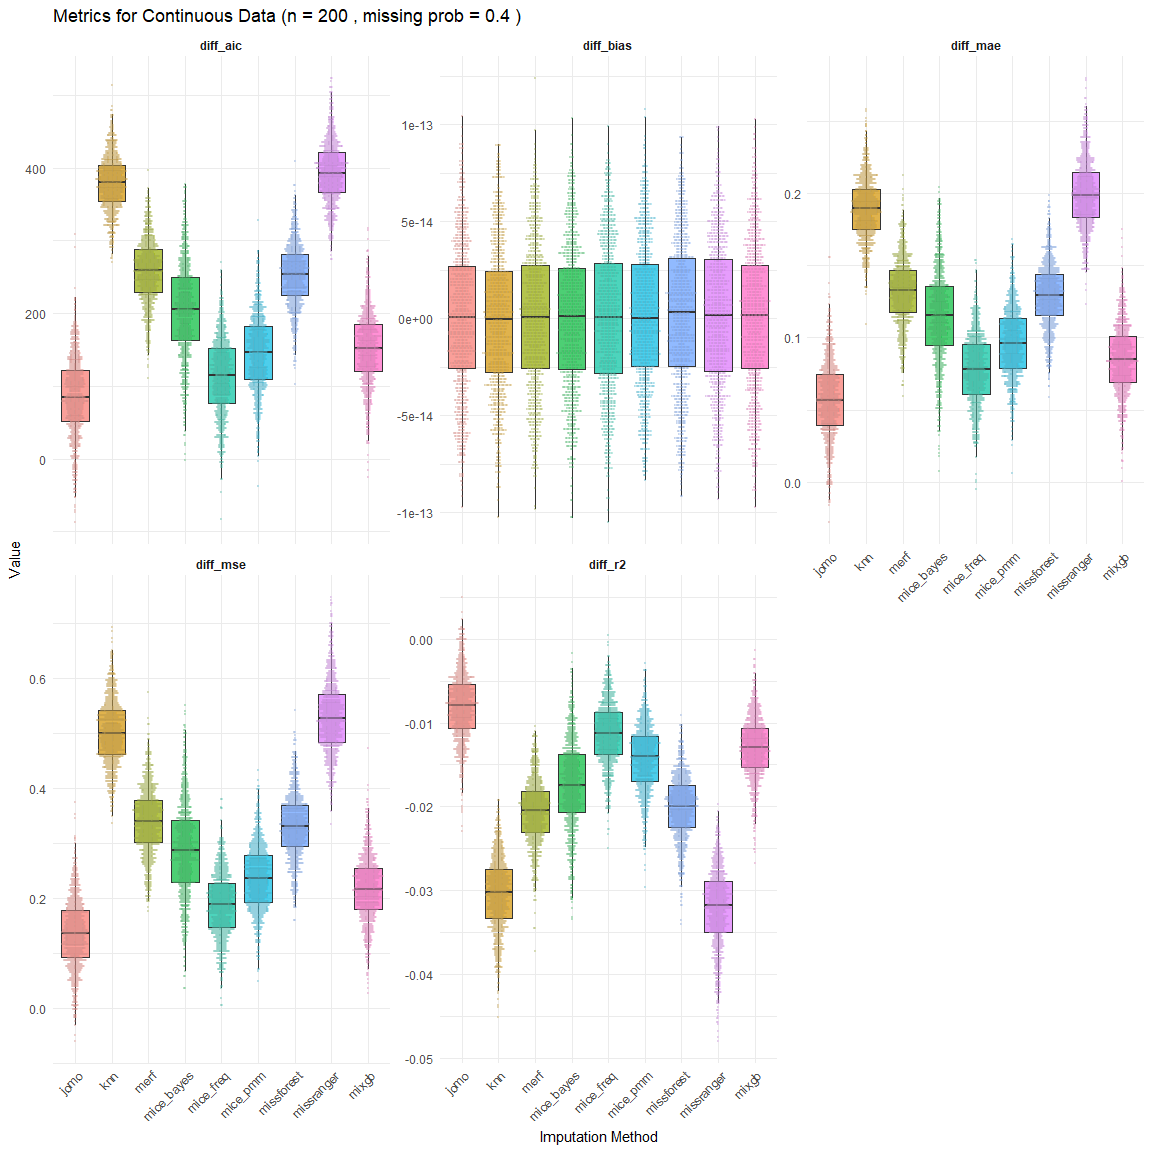 Metrics for Continuous Data (n = 200 , missing prob = 0.4 )
diff_aic
diff_bias
diff_mae
400
200
0
1e-13
5e-14
0e+00
-5e-14
-1e-13
0.2
0.1
0.0
jomo
knn
merf
mice_bayes
mice_freq
mice_pmm
missforest
missranger
mixgb
Value
diff_mse
diff_r2
0.6
0.4
0.2
0.0
0.00
-0.01
-0.02
-0.03
-0.04
-0.05
jomo
knn
merf
mice_bayes
mice_freq
mice_pmm
missforest
missranger
mixgb
jomo
knn
merf
mice_bayes
mice_freq
mice_pmm
missforest
missranger
mixgb
Imputation Method